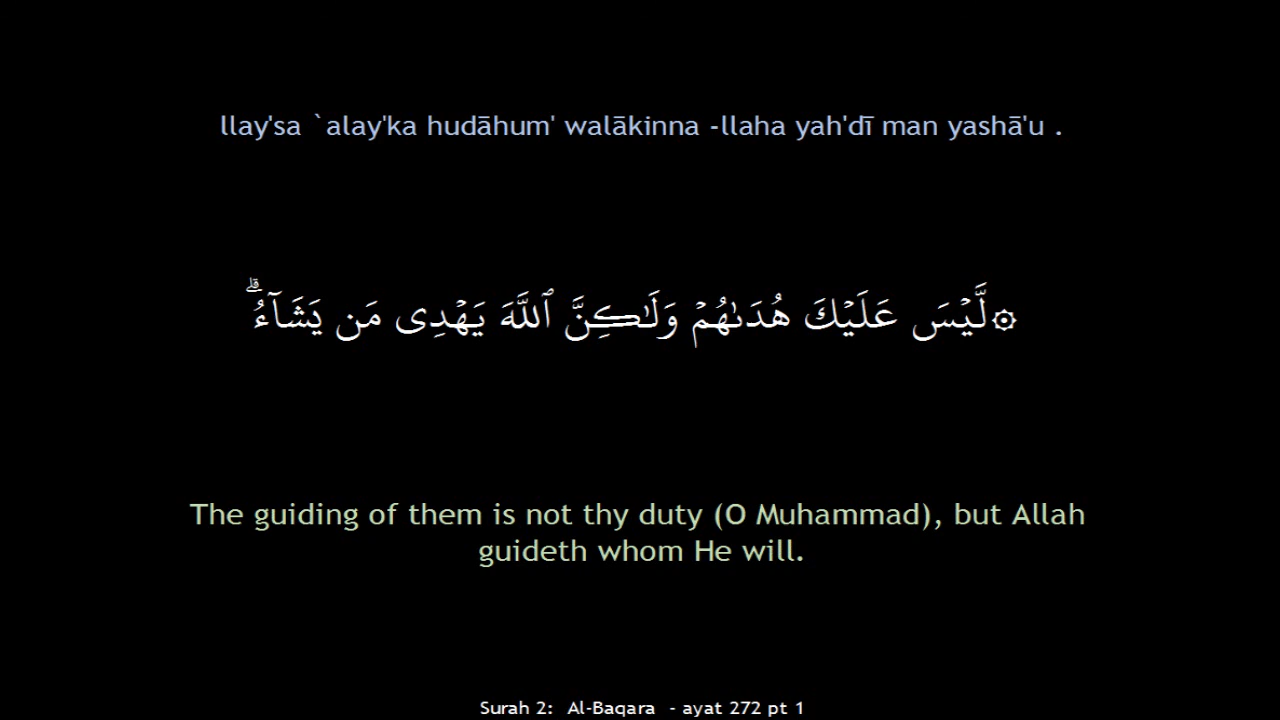 llay'sa `alay'ka hudāhum' walākinna -llaha yah'dī man yashā'u .
۞لَّيۡسَ عَلَيۡكَ هُدَىٰهُمۡ وَلَٰكِنَّ ٱللَّهَ يَهۡدِي مَن يَشَآءُۗ
The guiding of them is not thy duty (O Muhammad), but Allah
guideth whom He will.
Surah 2:  Al-Baqara  - ayat 272 pt 1